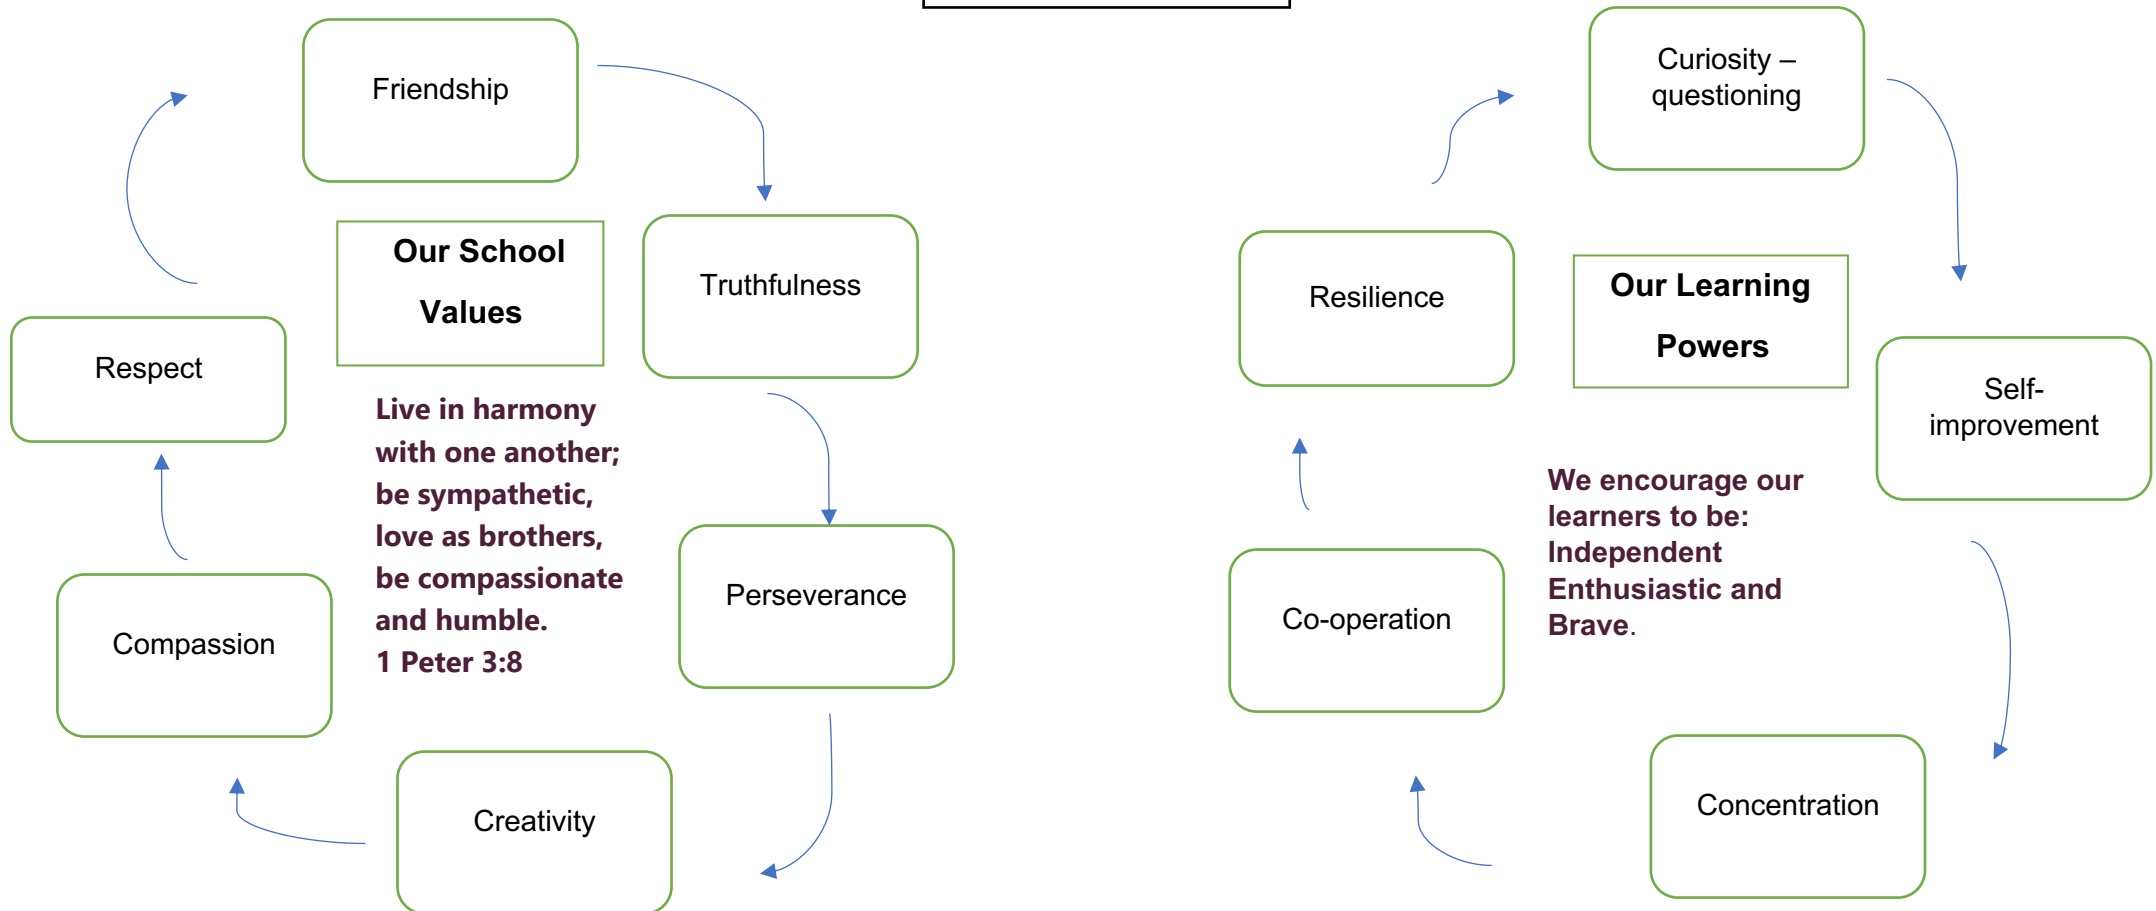 Friendship
Our School
Values
Truthfulness
Respect
Live in harmony
with one another;
be sympathetic,
love as brothers,
be compassionate
and humble.
1 Peter 3:8
Perseverance
Compassion
Creativity
Curiosity –
questioning
Resilience
Our Learning
Powers
Self-
improvement
We encourage our
learners to be:
Independent
Enthusiastic and
Brave.
Co-operation
Concentration